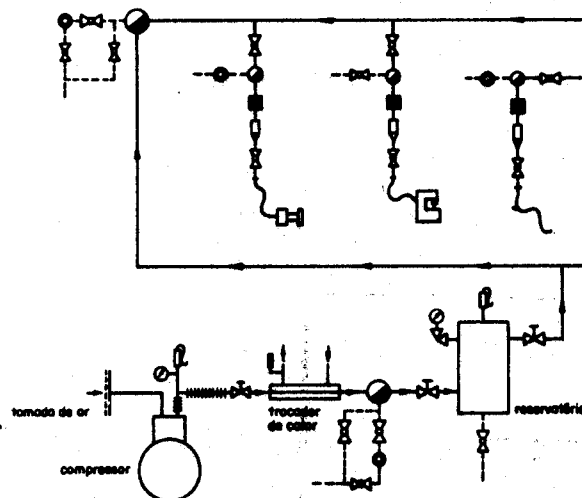 tomada de ar
trocador
de calor
reservatório
compressor